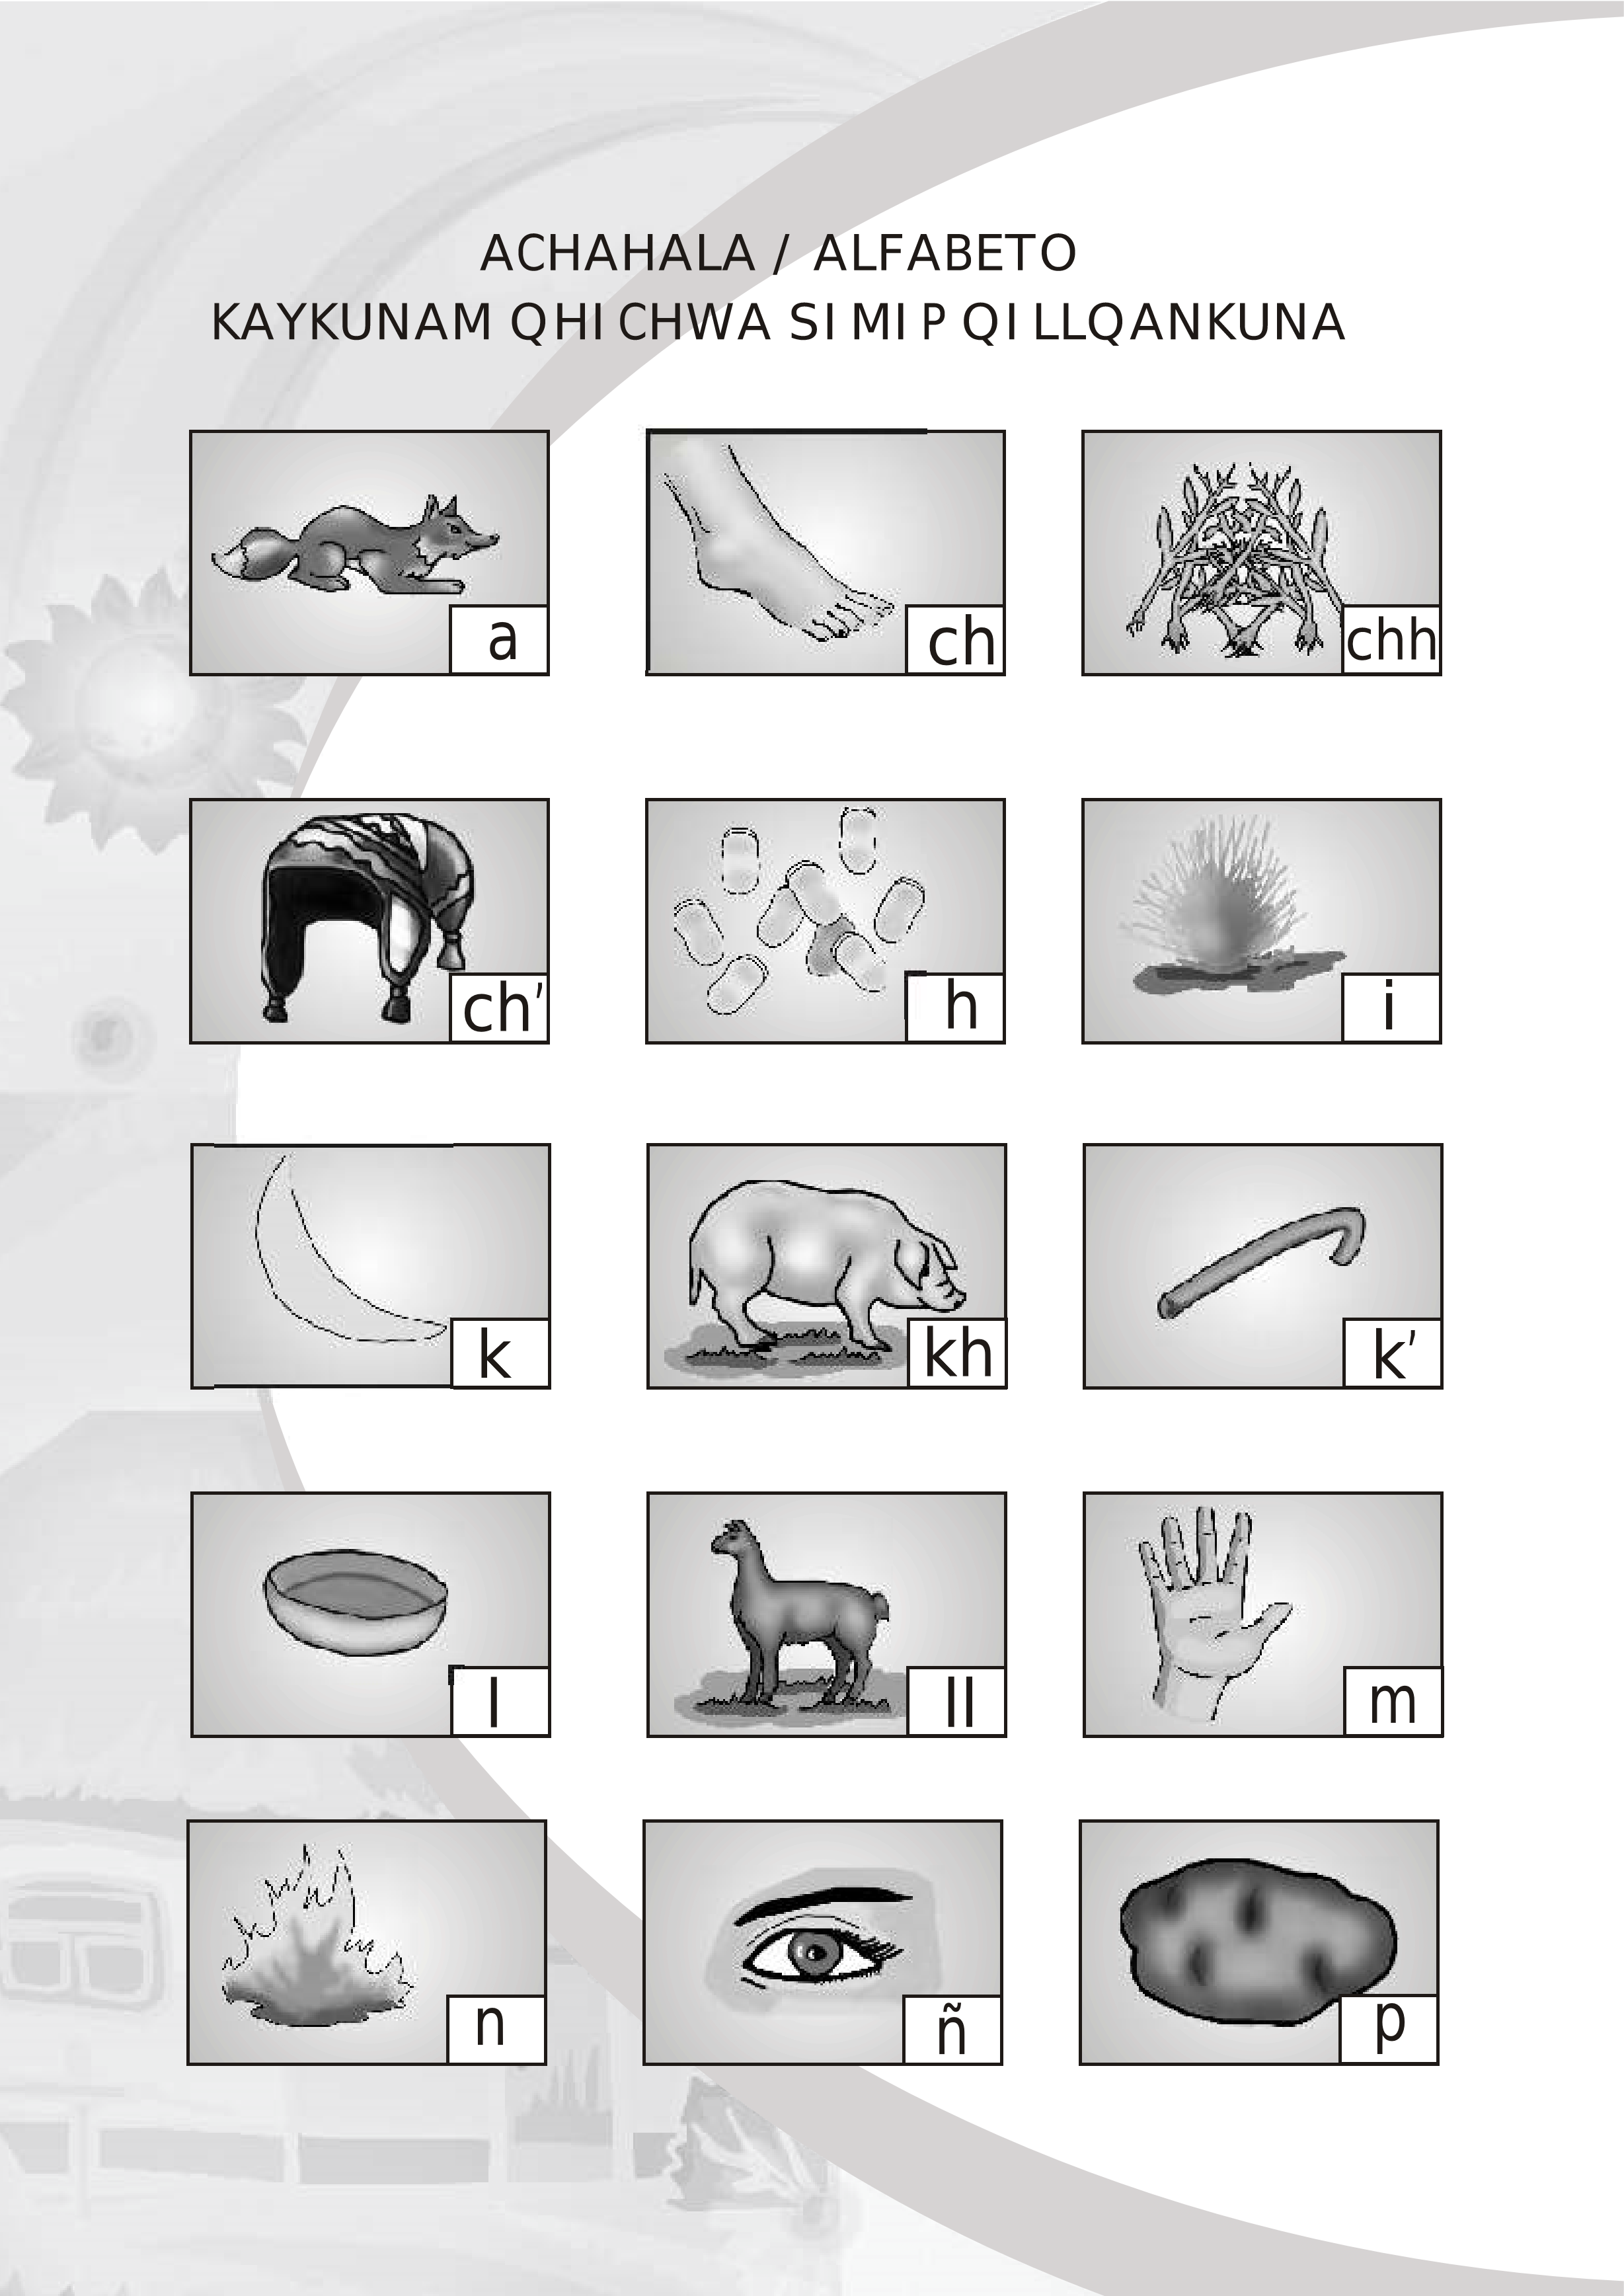 ACHAHALA / ALFABETO
KAYKUNAM QHICHWA SIMIP QILLQANKUNA
a
ch
chh
ch'
h
i
k
kh
k'
l
ll
m
n
ñ
p